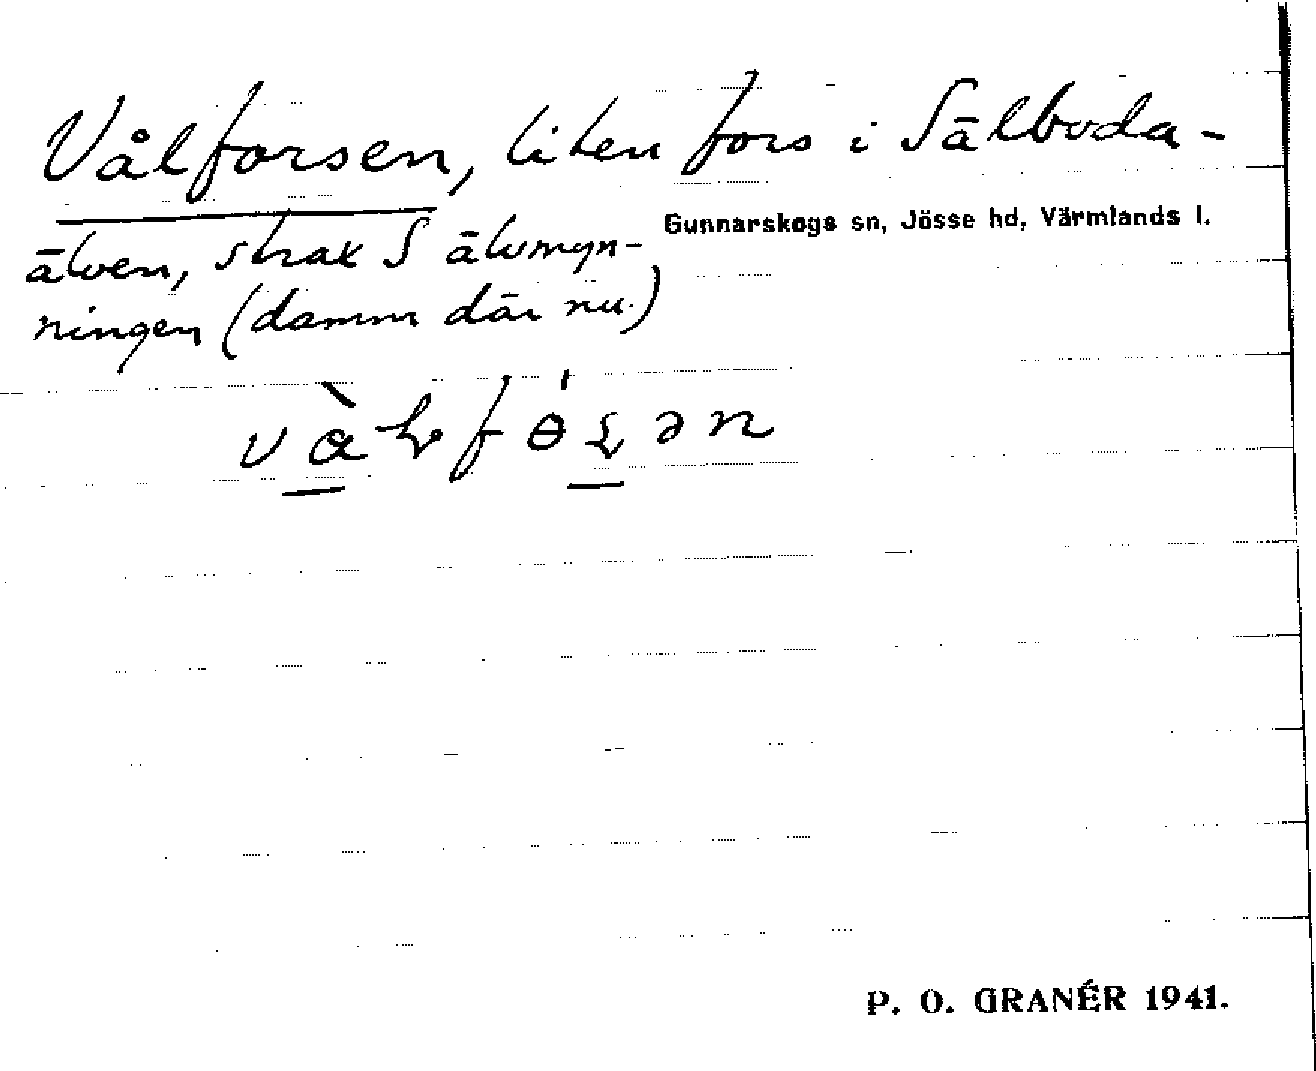 Vålforsen, liten fors i Sälboda-
Gunnarskogs sn, Jösse hd, Värmlands l.
älven, strax S älvmyn-
ningen (damm där nu.)
P. O. GRANÉR 1941.